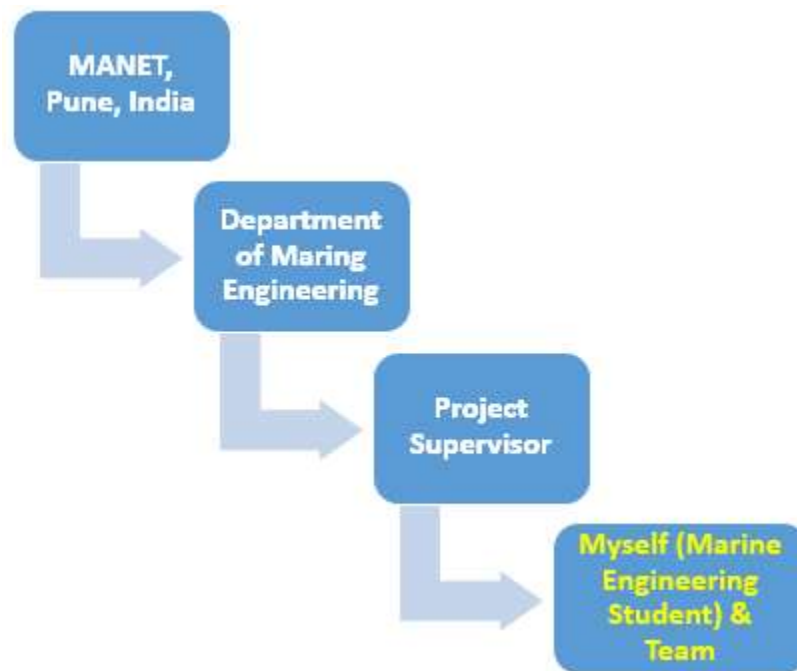 MANET,
Pune, India
Department
of Maring
Engineering
Project
Supervisor
Myself (Marine
Engineering
Student) &
Team